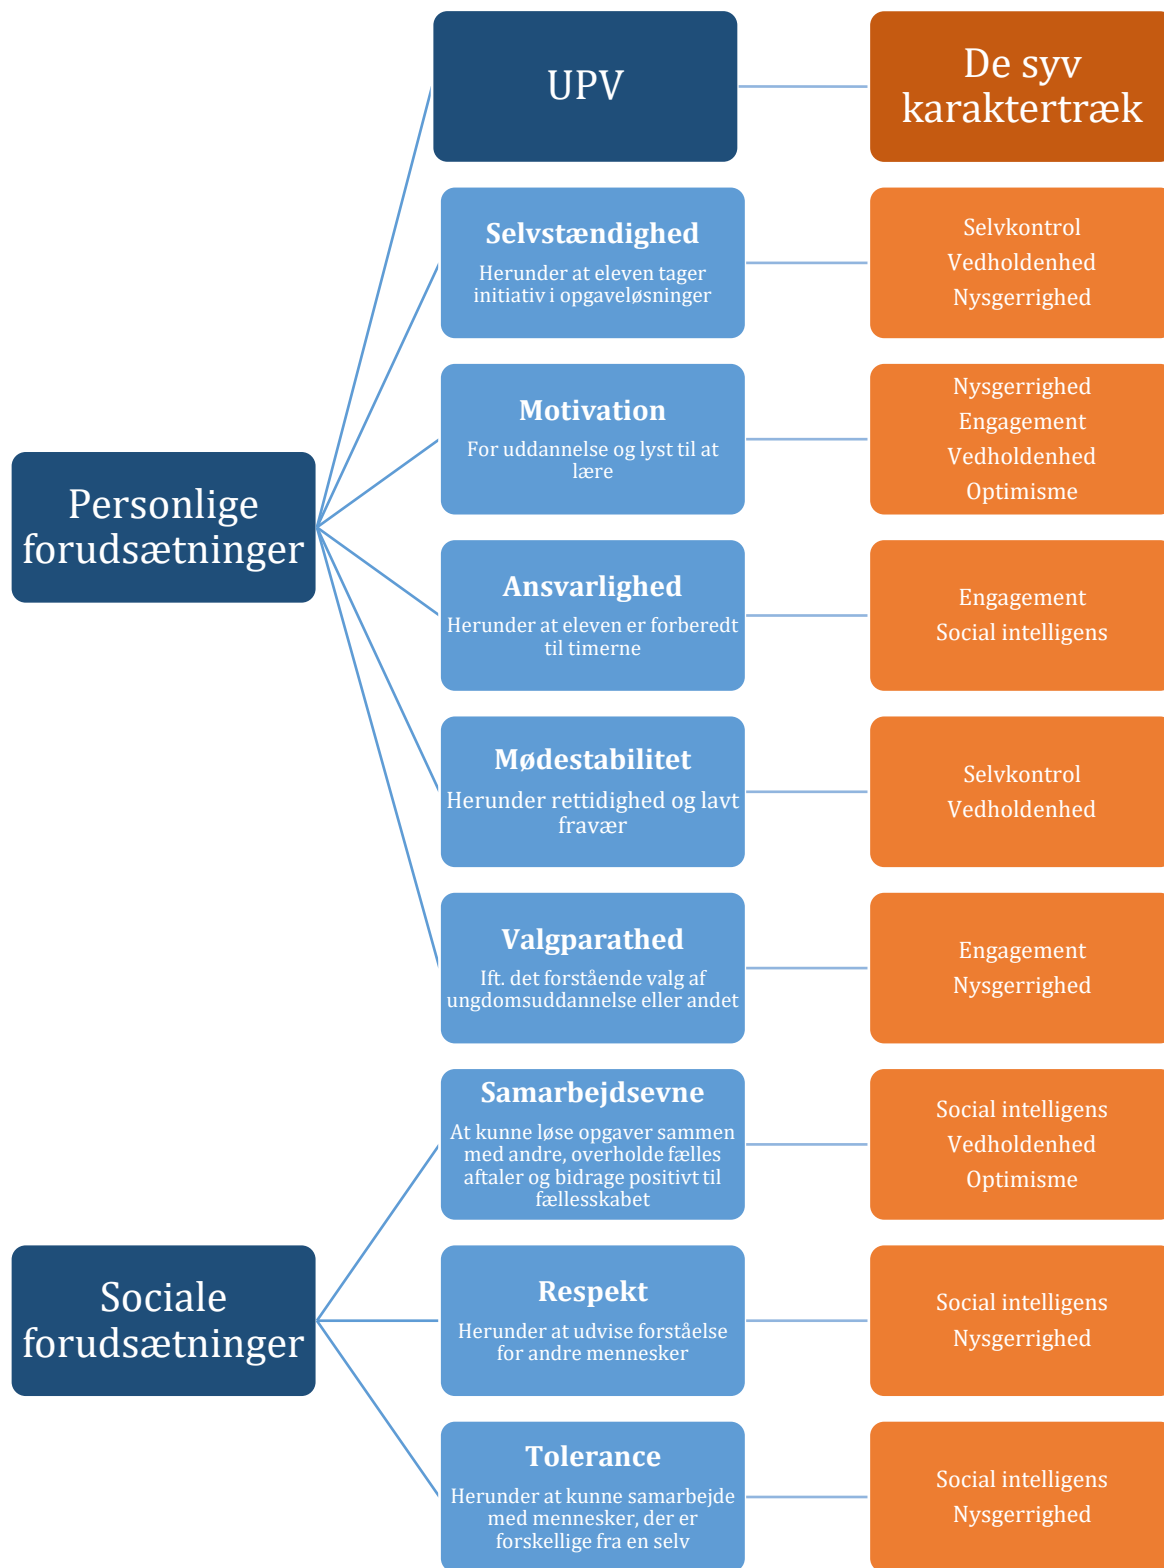 UPV
De syv
karaktertræk
Personlige
forudsætninger
Selvstændighed
Herunder at eleven tager
initiativ i opgaveløsninger
Selvkontrol
Vedholdenhed
Nysgerrighed
Motivation
For uddannelse og lyst til at
lære
Nysgerrighed
Engagement
Vedholdenhed
Optimisme
Ansvarlighed
Herunder at eleven er forberedt
til timerne
Engagement
Social intelligens
Mødestabilitet
Herunder rettidighed og lavt
fravær
Selvkontrol
Vedholdenhed
Valgparathed
Ift. det forstående valg af
ungdomsuddannelse eller andet
Engagement
Nysgerrighed
Sociale
forudsætninger
Samarbejdsevne
At kunne løse opgaver sammen
med andre, overholde fælles
aftaler og bidrage positivt til
fællesskabet
Social intelligens
Vedholdenhed
Optimisme
Respekt
Herunder at udvise forståelse
for andre mennesker
Social intelligens
Nysgerrighed
Tolerance
Herunder at kunne samarbejde
med mennesker, der er
forskellige fra en selv
Social intelligens
Nysgerrighed